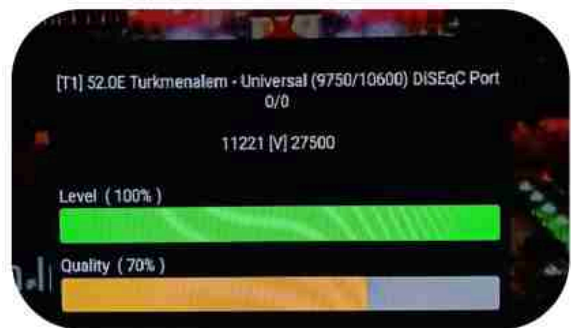 [T1] 52.0E Turkmenalem - Universal (9750/10600) DiSEqC Port
0/0
11221 [V] 27500
Level ( 100% )
Quality ( 70% )